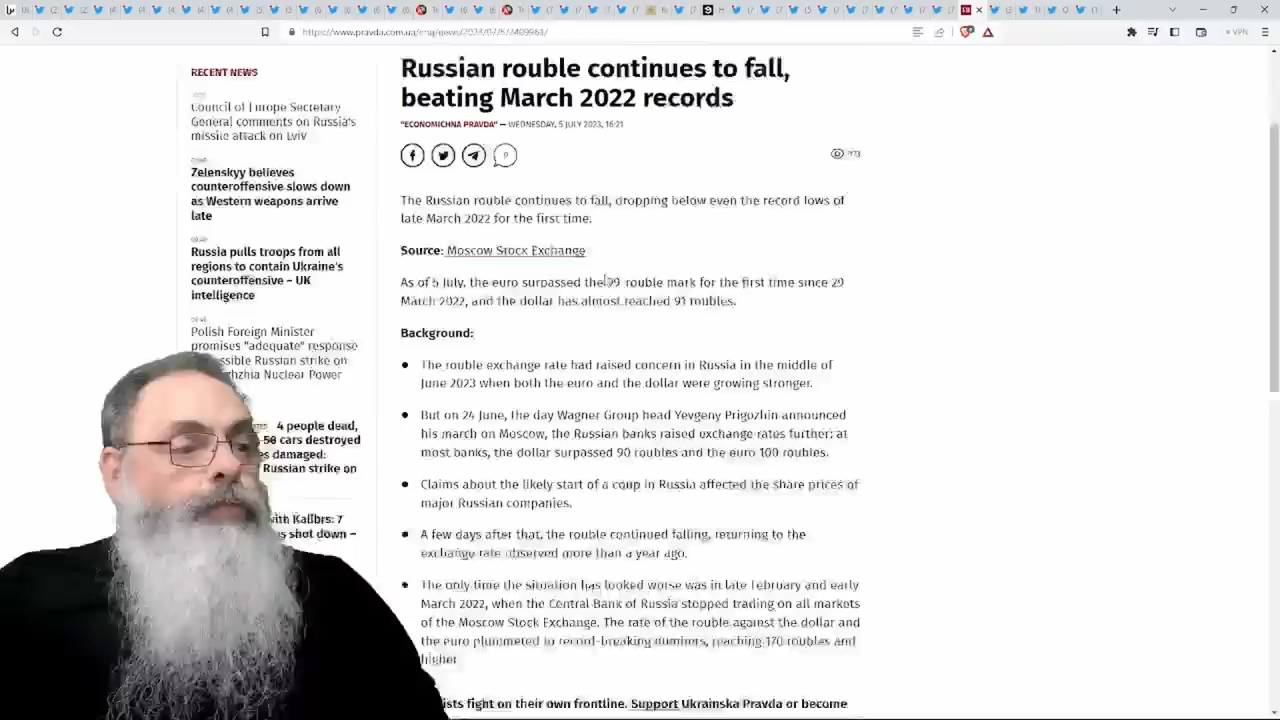 https://www.pravda.com.ua/eng/news/2023/07/5/7409961/
VPN
RECENT NEWS
Council of Europe Secretary
General comments on Russia's
missile attack on Lviv
Zelenskyy believes
counteroffensive slows down
as Western weapons arrive
late
Russia pulls troops from all
regions to contain Ukraine's
counteroffensive – UK
intelligence
Polish Foreign Minister
promises "adequate" response
ssible Russian strike on
zhzhia Nuclear Power
4 people dead,
cars destroyed
es damaged:
Russian strike on
ith Kalibrs: 7
s shot down –
Russian rouble continues to fall,
beating March 2022 records
"ECONOMICHNA PRAVDA" — WEDNESDAY, 5 JULY 2023, 16:21
The Russian rouble continues to fall, dropping below even the record lows of
late March 2022 for the first time.
Source: Moscow Stock Exchange
As of 5 July, the euro surpassed the 99 rouble mark for the first time since 29
March 2022, and the dollar has almost reached 91 roubles.
Background:
The rouble exchange rate had raised concern in Russia in the middle of
June 2023 when both the euro and the dollar were growing stronger.
But on 24 June, the day Wagner Group head Yevgeny Prigozhin announced
his march on Moscow, the Russian banks raised exchange rates further: at
most banks, the dollar surpassed 90 roubles and the euro 100 roubles.
Claims about the likely start of a coup in Russia affected the share prices of
major Russian companies.
A few days after that, the rouble continued falling, returning to the
exchange rate observed more than a year ago.
The only time the situation has looked worse was in late February and early
March 2022, when the Central Bank of Russia stopped trading on all markets
of the Moscow Stock Exchange. The rate of the rouble against the dollar and
the euro plummeted to record-breaking numbers, reaching 170 roubles and
higher
ists fight on their own frontline. Support Ukrainska Pravda or become